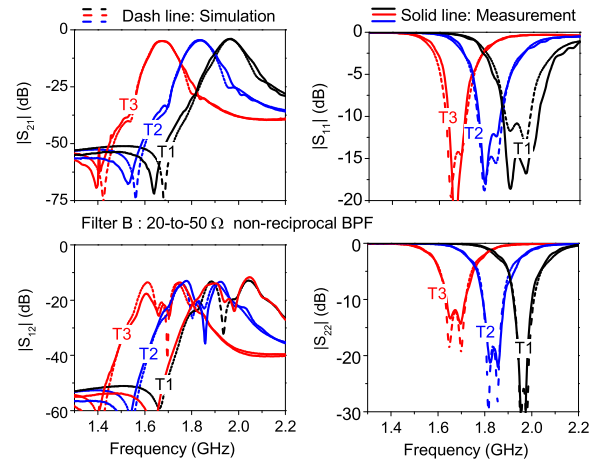 Dash line: Simulation
Solid line: Measurement
|S21| (dB)
0
-25
-50
-75
T3
T2
T1
|S11| (dB)
0
-5
-10
-15
-20
T3
T2
T1
Filter B : 20-to-50 Ω non-reciprocal BPF
|S12| (dB)
0
-20
-40
-60
T3
T2
T1
1.4 1.6 1.8 2.0 2.2
Frequency (GHz)
|S22| (dB)
0
-10
-20
-30
T3
T2
T1
1.4 1.6 1.8 2.0 2.2
Frequency (GHz)